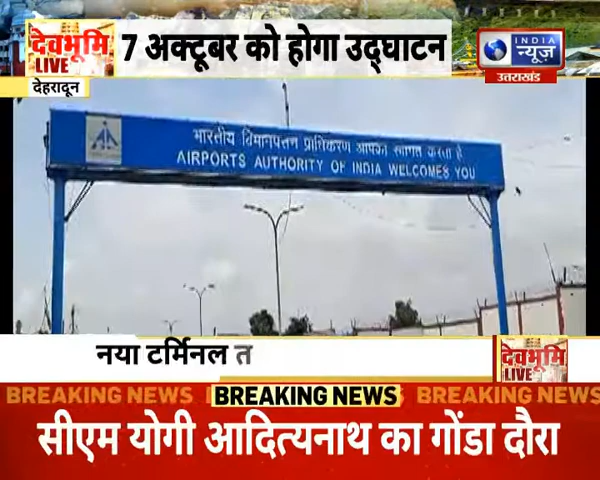 देवभूमि
LIVE
7 अक्टूबर को होगा उद्घाटन
INDIA
न्यूज़
उत्तराखंड
देहरादून
भारतीय विमानपत्तन प्राधिकरण आपका स्वागत करता है
AIRPORTS AUTHORITY OF INDIA WELCOMES YOU
नया टर्मिनल त
देवभूमि
LIVE
BREAKING NEWS
BREAKING NEWS
BREAKING NEWS
सीएम योगी आदित्यनाथ का गोंडा दौरा